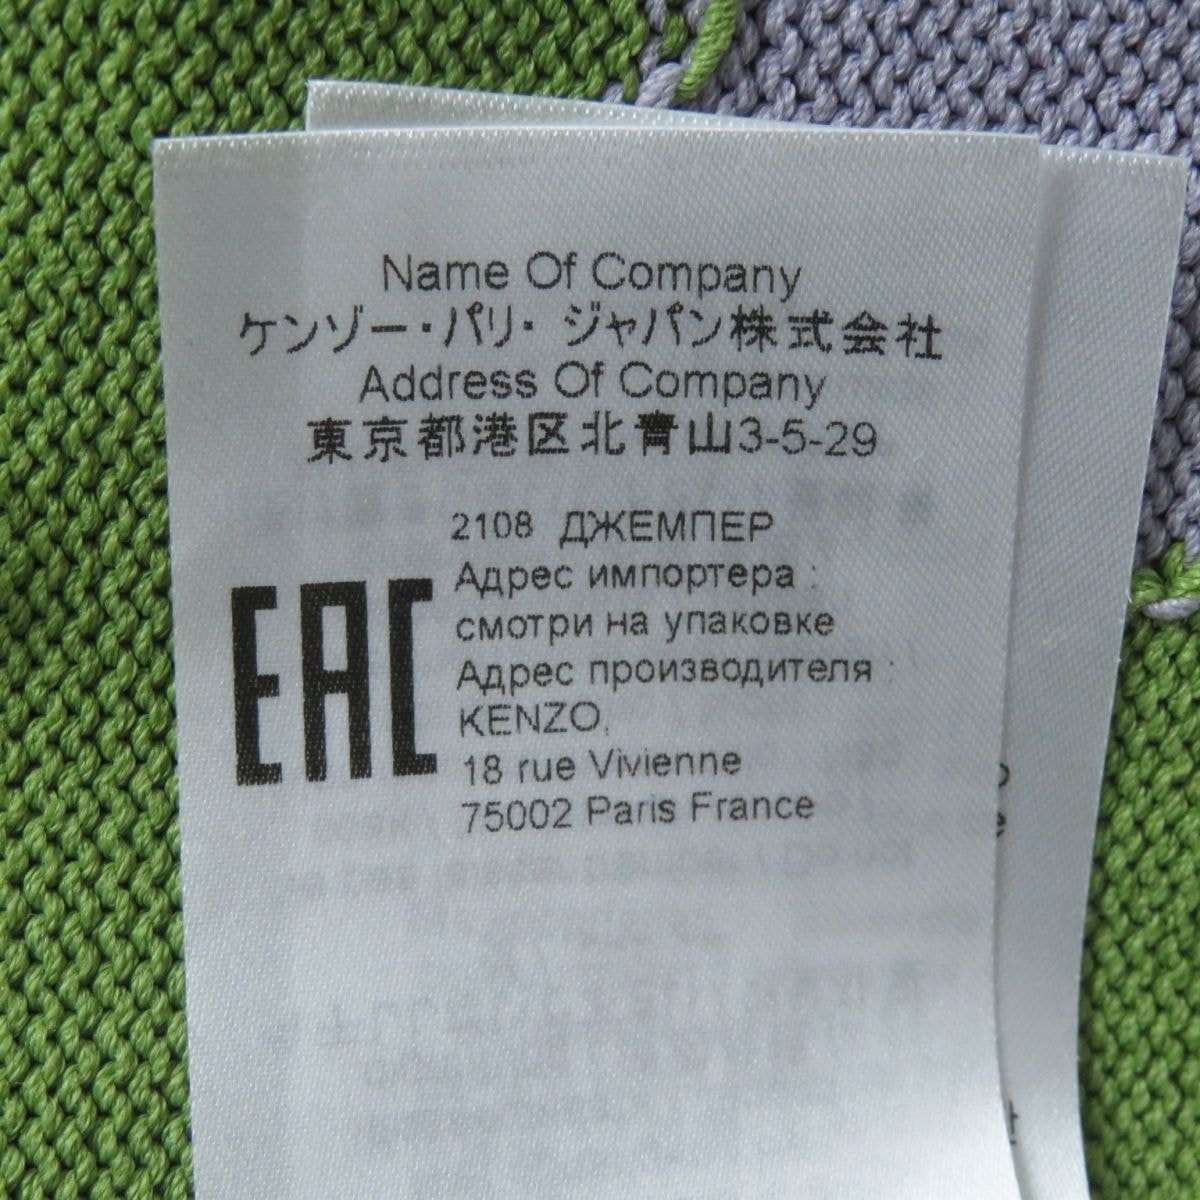 Name Of Company
ケンゾー・パリ・ジャパン株式会社
Address Of Company
東京都港区北青山3-5-29
2108 ДЖЕМПЕР
Адрес импортера :
смотри на упаковке
Адрес производителя :
EAC
KENZO,
18 rue Vivienne
75002 Paris France